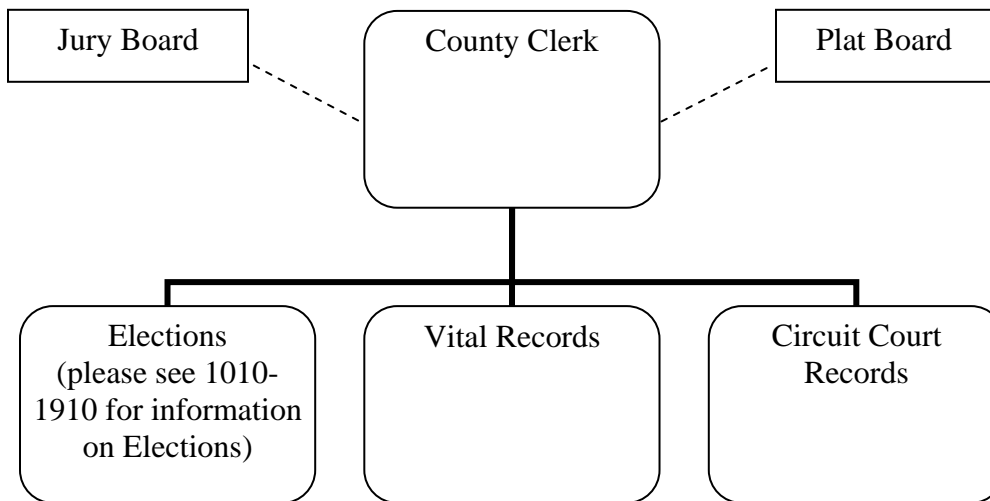 Jury Board
County Clerk
Plat Board
Elections
(please see 1010-
1910 for information
on Elections)
Vital Records
Circuit Court
Records